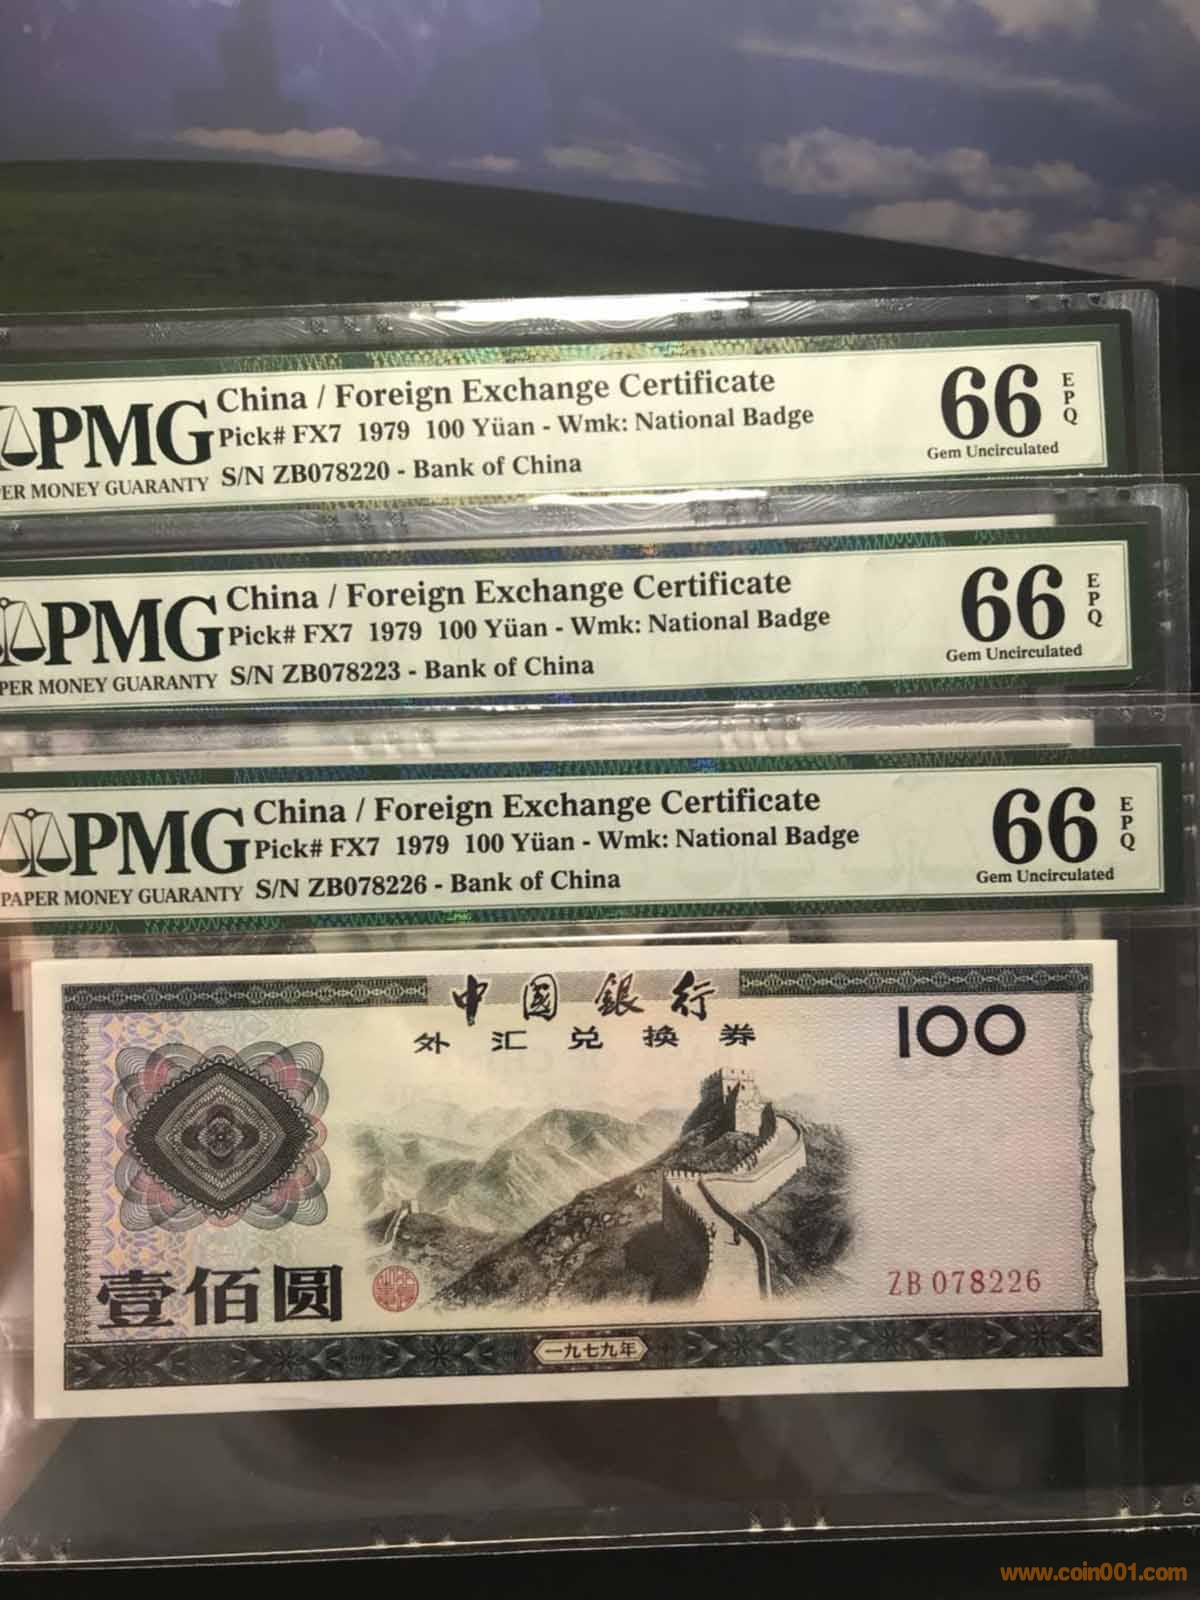 PMG
PAPER MONEY GUARANTY
China / Foreign Exchange Certificate
Pick# FX7 1979 100 Yüan - Wmk: National Badge
S/N ZB078220 - Bank of China
66
EPQ
Gem Uncirculated
PMG
PAPER MONEY GUARANTY
China / Foreign Exchange Certificate
Pick# FX7 1979 100 Yüan - Wmk: National Badge
S/N ZB078223 - Bank of China
66
EPQ
Gem Uncirculated
PMG
PAPER MONEY GUARANTY
China / Foreign Exchange Certificate
Pick# FX7 1979 100 Yüan - Wmk: National Badge
S/N ZB078226 - Bank of China
66
EPQ
Gem Uncirculated
中国銀行
外汇兑换券
100
壹佰圆
ZB 078226
一九七九年
www.coin001.com